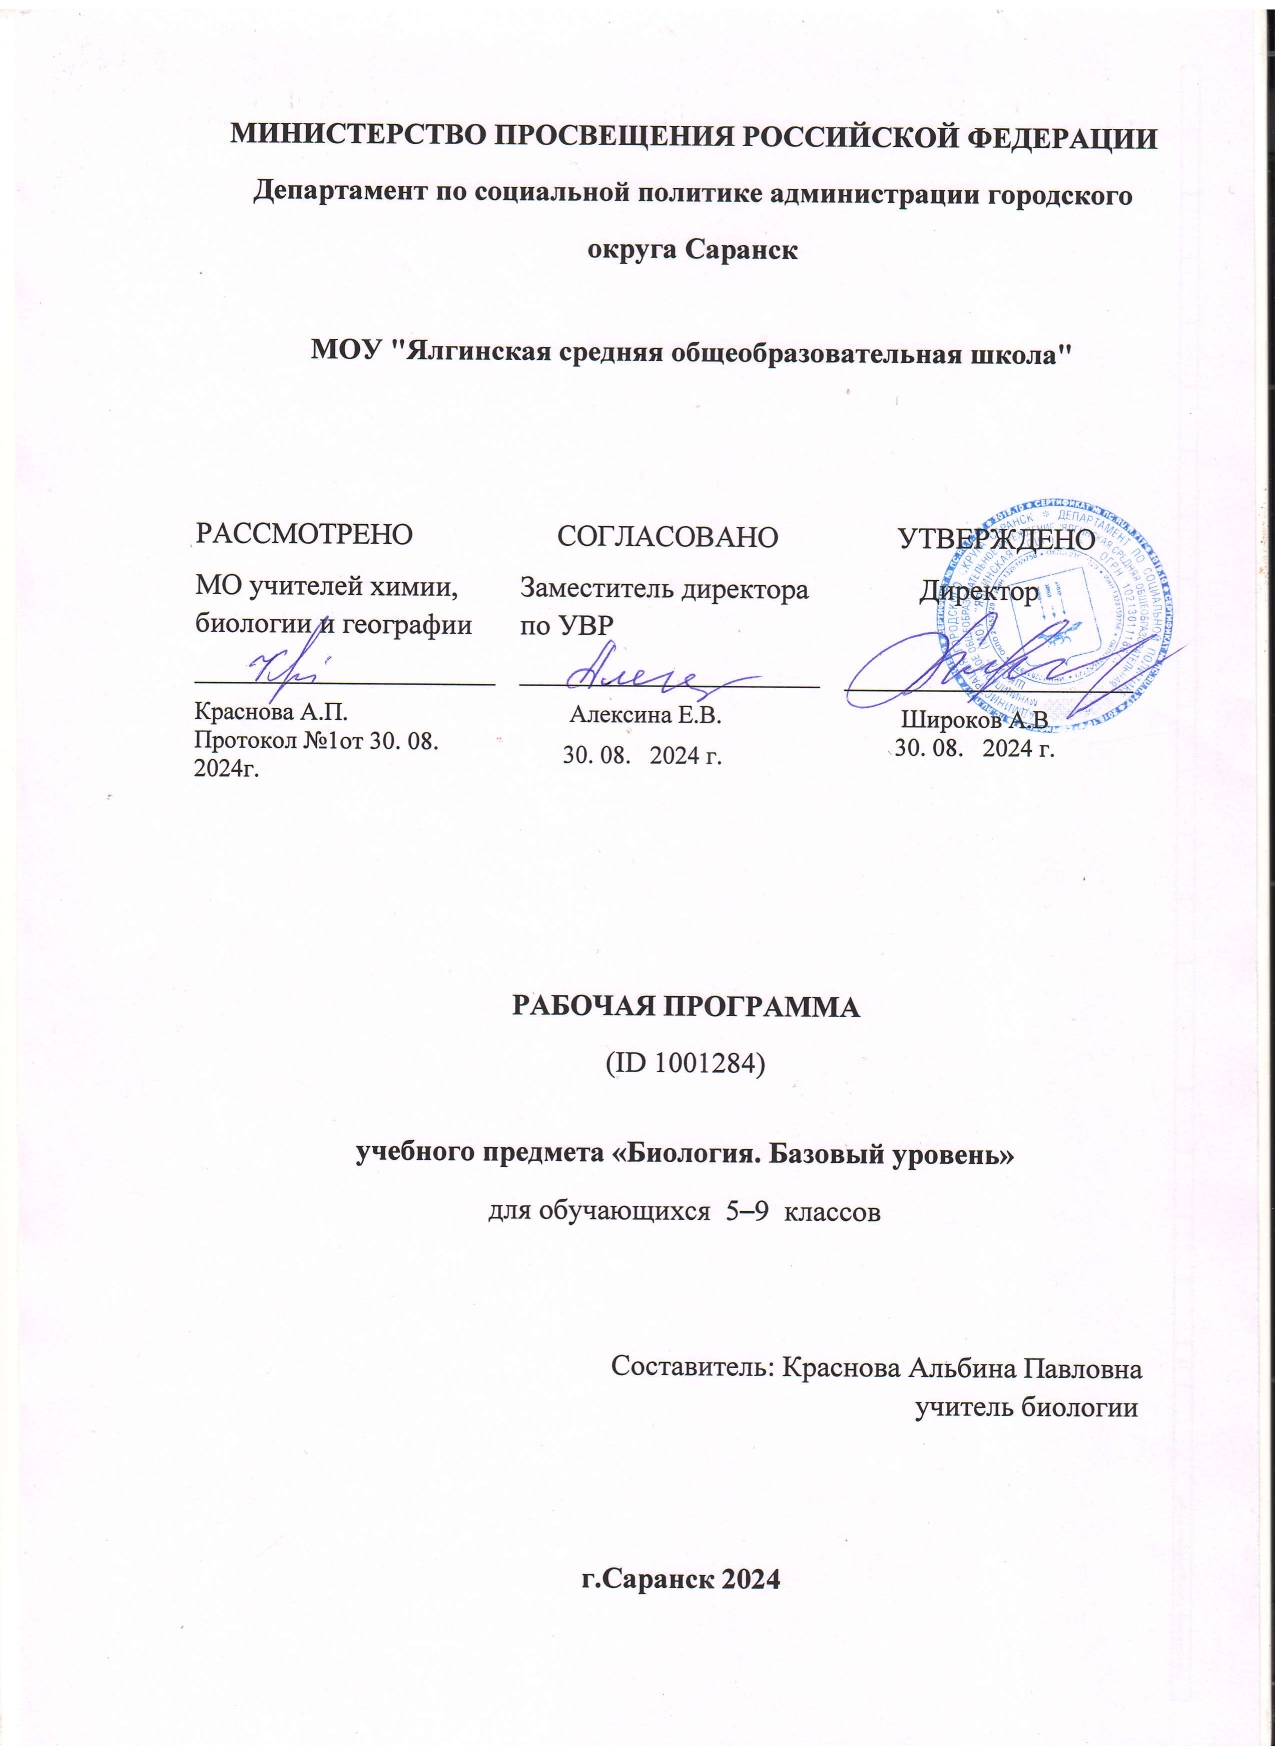 МИНИСТЕРСТВО ПРОСВЕЩЕНИЯ РОССИЙСКОЙ ФЕДЕРАЦИИ
Департамент по социальной политике администрации городского
округа Саранск
МОУ "Ялгинская средняя общеобразовательная школа"
РАССМОТРЕНО
МО учителей химии,
биологии и географии
Краснова А.П.
Протокол №1от 30. 08.
2024г.
СОГЛАСОВАНО
Заместитель директора
по УВР
Алексина Е.В.
30. 08. 2024 г.
УТВЕРЖДЕНО
Директор
Широков А.В
30. 08. 2024 г.
РАБОЧАЯ ПРОГРАММА
(ID 1001284)
учебного предмета «Биология. Базовый уровень»
для обучающихся 5–9 классов
Составитель: Краснова Альбина Павловна
учитель биологии
г.Саранск 2024